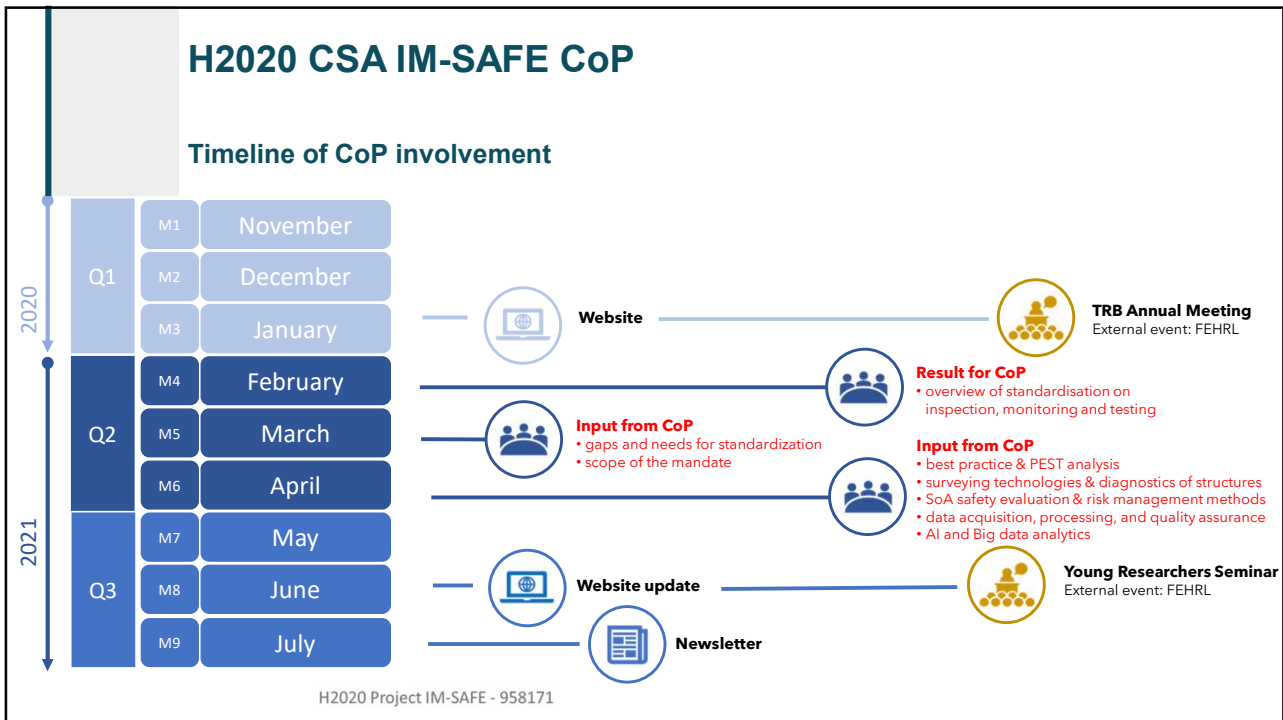 H2020 CSA IM-SAFE CoP
Timeline of CoP involvement
2020
Q1
M1
November
M2
December
M3
January
Website
TRB Annual Meeting
External event: FEHRL
2021
Q2
M4
February
Result for CoP
• overview of standardisation on
inspection, monitoring and testing
M5
March
Input from CoP
• gaps and needs for standardization
• scope of the mandate
M6
April
Input from CoP
• best practice & PEST analysis
• surveying technologies & diagnostics of structures
• SoA safety evaluation & risk management methods
• data acquisition, processing, and quality assurance
• AI and Big data analytics
Q3
M7
May
M8
June
Website update
Young Researchers Seminar
External event: FEHRL
M9
July
Newsletter
H2020 Project IM-SAFE - 958171